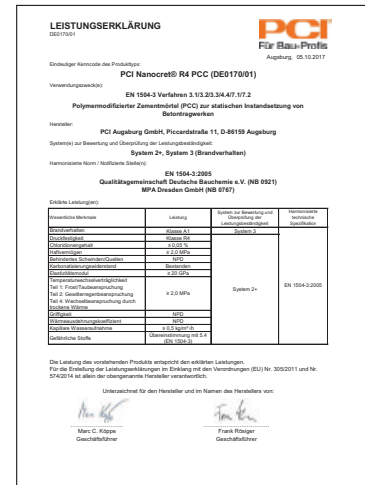 LEISTUNGSERKLÄRUNG
DE0170/01
PCI®
Für Bau-Profis
Augsburg, 05.10.2017
Eindeutiger Kenncode des Produkttyps:
PCI Nanocret® R4 PCC (DE0170/01)
Verwendungszweck(e):
EN 1504-3 Verfahren 3.1/3.2/3.3/4.4/7.1/7.2
Polymermodifizierter Zementmörtel (PCC) zur statischen Instandsetzung von
Betontragwerken
Hersteller:
PCI Augsburg GmbH, Piccardstraße 11, D-86159 Augsburg
System(e) zur Bewertung und Überprüfung der Leistungsbeständigkeit:
System 2+, System 3 (Brandverhalten)
Harmonisierte Norm / Notifizierte Stelle(n):
EN 1504-3:2005
Qualitätsgemeinschaft Deutsche Bauchemie e.V. (NB 0921)
MPA Dresden GmbH (NB 0767)
Erklärte Leistung(en):
Wesentliche Merkmale Leistung System zur Bewertung und Überprüfung der Leistungsbeständigkeit Harmonisierte technische Spezifikation
Brandverhalten Klasse A1 System 3
Druckfestigkeit Klasse R4
Chloridionengehalt ≤ 0,05 %
Haftvermögen ≥ 2,0 MPa
Behindertes Schwinden/Quellen NPD
Karbonatisierungswiderstand Bestanden
Elastizitätsmodul ≥ 20 GPa
Temperaturwechselverträglichkeit
Teil 1: Frost/Taubeanspruchung
Teil 2: Gewitterregenbeanspruchung
Teil 4: Wechselbeanspruchung durch
trockene Wärme
≥ 2,0 MPa
System 2+
EN 1504-3:2005
Griffigkeit NPD
Wärmeausdehnungskoeffizient NPD
Kapillare Wasseraufnahme
Gefährliche Stoffe Übereinstimmung mit 5.4
(EN 1504-3)
Die Leistung des vorstehenden Produkts entspricht den erklärten Leistungen.
Für die Erstellung der Leistungserklärungen im Einklang mit den Verordnungen (EU) Nr. 305/2011 und Nr.
574/2014 ist allein der obengenannte Hersteller verantwortlich.
Unterzeichnet für den Hersteller und im Namen des Herstellers von:
Marc C. Köppe Frank Rösiger
Geschäftsführer Geschäftsführer